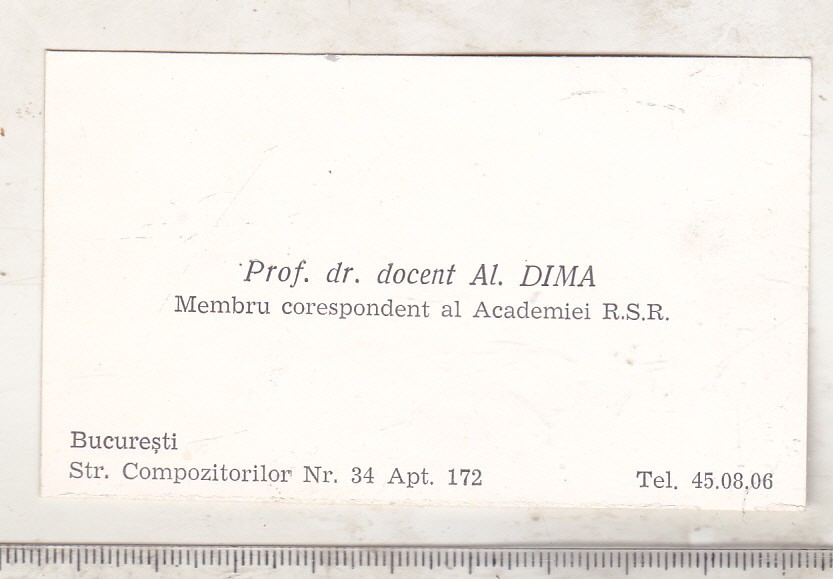 Prof. dr. docent Al. DIMA
Membru corespondent al Academiei R.S.R.
București
Str. Compozitorilor Nr. 34 Apt. 172
Tel. 45.08.06